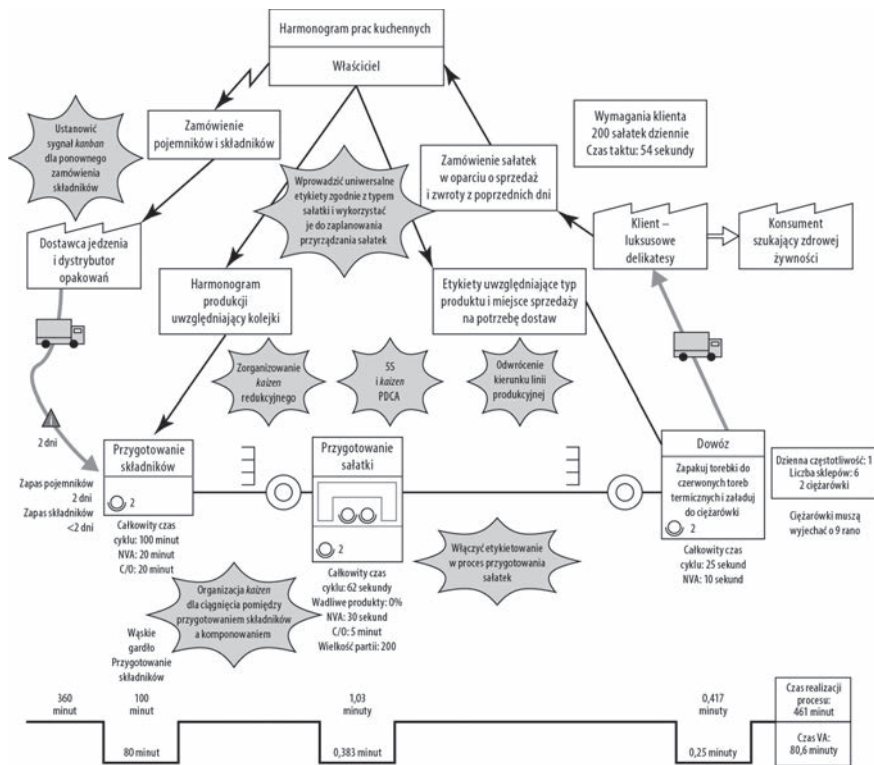 Harmonogram prac kuchennych
Właściciel
Ustanowić
sygnał kanban
dla ponownego
zamówienia
składników
Zamówienie
pojemników i składników
Wprowadzić uniwersalne
etykiety zgodnie z typem
sałatki i wykorzystać
je do zaplanowania
przyrządzania sałatek
Zamówienie sałatek
w oparciu o sprzedaż
i zwroty z poprzednich dni
Wymagania klienta
200 sałatek dziennie
Czas taktu: 54 sekundy
Dostawca jedzenia
i dystrybutor
opakowań
Klient –
luksusowe
delikatesy
Konsument
szukający zdrowej
żywności
Harmonogram
produkcji
uwzględniający kolejki
Etykiety uwzględniające typ
produktu i miejsce sprzedaży
na potrzebę dostaw
Zorganizowanie
kaizen
redukcyjnego
5S
i kaizen
PDCA
Odwrócenie
kierunku linii
produkcyjnej
2 dni
Zapas pojemników
2 dni
Zapas składników
<2 dni
Przygotowanie
składników
2
Całkowity czas
cyklu: 100 minut
NVA: 20 minut
C/O: 20 minut
Przygotowanie
sałatki
2
Całkowity czas
cyklu: 62 sekundy
Wadliwe produkty: 0%
NVA: 30 sekund
C/O: 5 minut
Wielkość partii: 200
Dowóz
Zapakuj torebki do
czerwonych toreb
termicznych i załaduj
do ciężarówki
2
Całkowity czas
cyklu: 25 sekund
NVA: 10 sekund
Dzienna częstotliwość: 1
Liczba sklepów: 6
2 ciężarówki
Ciężarówki muszą
wyjechać o 9 rano
Włączyć etykietowanie
w proces przygotowania
sałatek
Organizacja kaizen
dla ciągnięcia pomiędzy
przygotowaniem składników
a komponowaniem
Wąskie
gardło
Przygotowanie
składników
360
minut
100
minut
80 minut
1,03
minuty
0,383 minut
0,417
minuty
0,25 minuty
Czas realizacji
procesu:
461 minut
Czas VA:
80,6 minuty